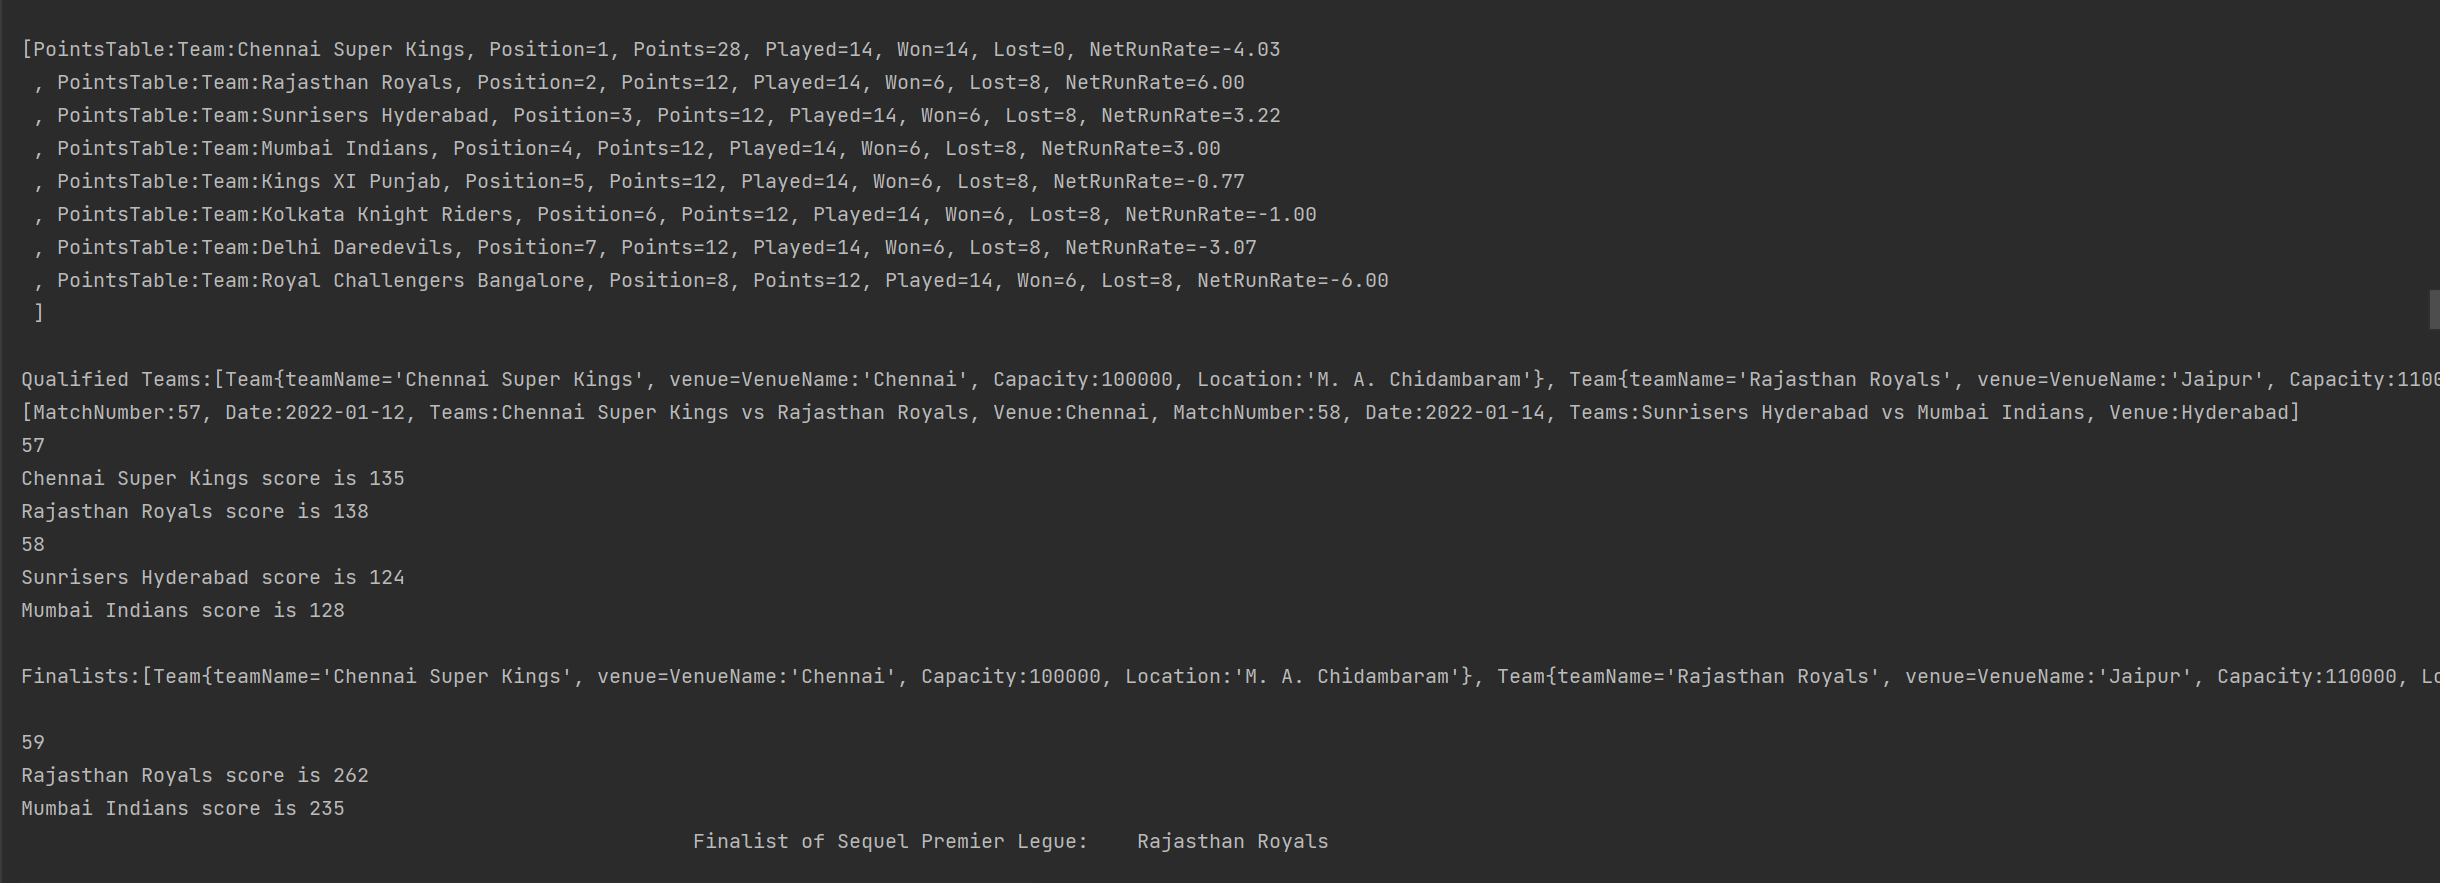 [PointsTable:Team:Chennai Super Kings, Position=1, Points=28, Played=14, Won=14, Lost=0, NetRunRate=-4.03
, PointsTable:Team:Rajasthan Royals, Position=2, Points=12, Played=14, Won=6, Lost=8, NetRunRate=6.00
, PointsTable:Team:Sunrisers Hyderabad, Position=3, Points=12, Played=14, Won=6, Lost=8, NetRunRate=3.22
, PointsTable:Team:Mumbai Indians, Position=4, Points=12, Played=14, Won=6, Lost=8, NetRunRate=3.00
, PointsTable:Team:Kings XI Punjab, Position=5, Points=12, Played=14, Won=6, Lost=8, NetRunRate=-0.77
, PointsTable:Team:Kolkata Knight Riders, Position=6, Points=12, Played=14, Won=6, Lost=8, NetRunRate=-1.00
, PointsTable:Team:Delhi Daredevils, Position=7, Points=12, Played=14, Won=6, Lost=8, NetRunRate=-3.07
, PointsTable:Team:Royal Challengers Bangalore, Position=8, Points=12, Played=14, Won=6, Lost=8, NetRunRate=-6.00
]
Qualified Teams:[Team{teamName='Chennai Super Kings', venue=VenueName:'Chennai', Capacity:100000, Location:'M. A. Chidambaram'}, Team{teamName='Rajasthan Royals', venue=VenueName:'Jaipur', Capacity:1100
[MatchNumber:57, Date:2022-01-12, Teams:Chennai Super Kings vs Rajasthan Royals, Venue:Chennai, MatchNumber:58, Date:2022-01-14, Teams:Sunrisers Hyderabad vs Mumbai Indians, Venue:Hyderabad]
57
Chennai Super Kings score is 135
Rajasthan Royals score is 138
58
Sunrisers Hyderabad score is 124
Mumbai Indians score is 128
Finalists:[Team{teamName='Chennai Super Kings', venue=VenueName:'Chennai', Capacity:100000, Location:'M. A. Chidambaram'}, Team{teamName='Rajasthan Royals', venue=VenueName:'Jaipur', Capacity:110000,
59
Rajasthan Royals score is 262
Mumbai Indians score is 235
Finalist of Sequel Premier Legue: Rajasthan Royals